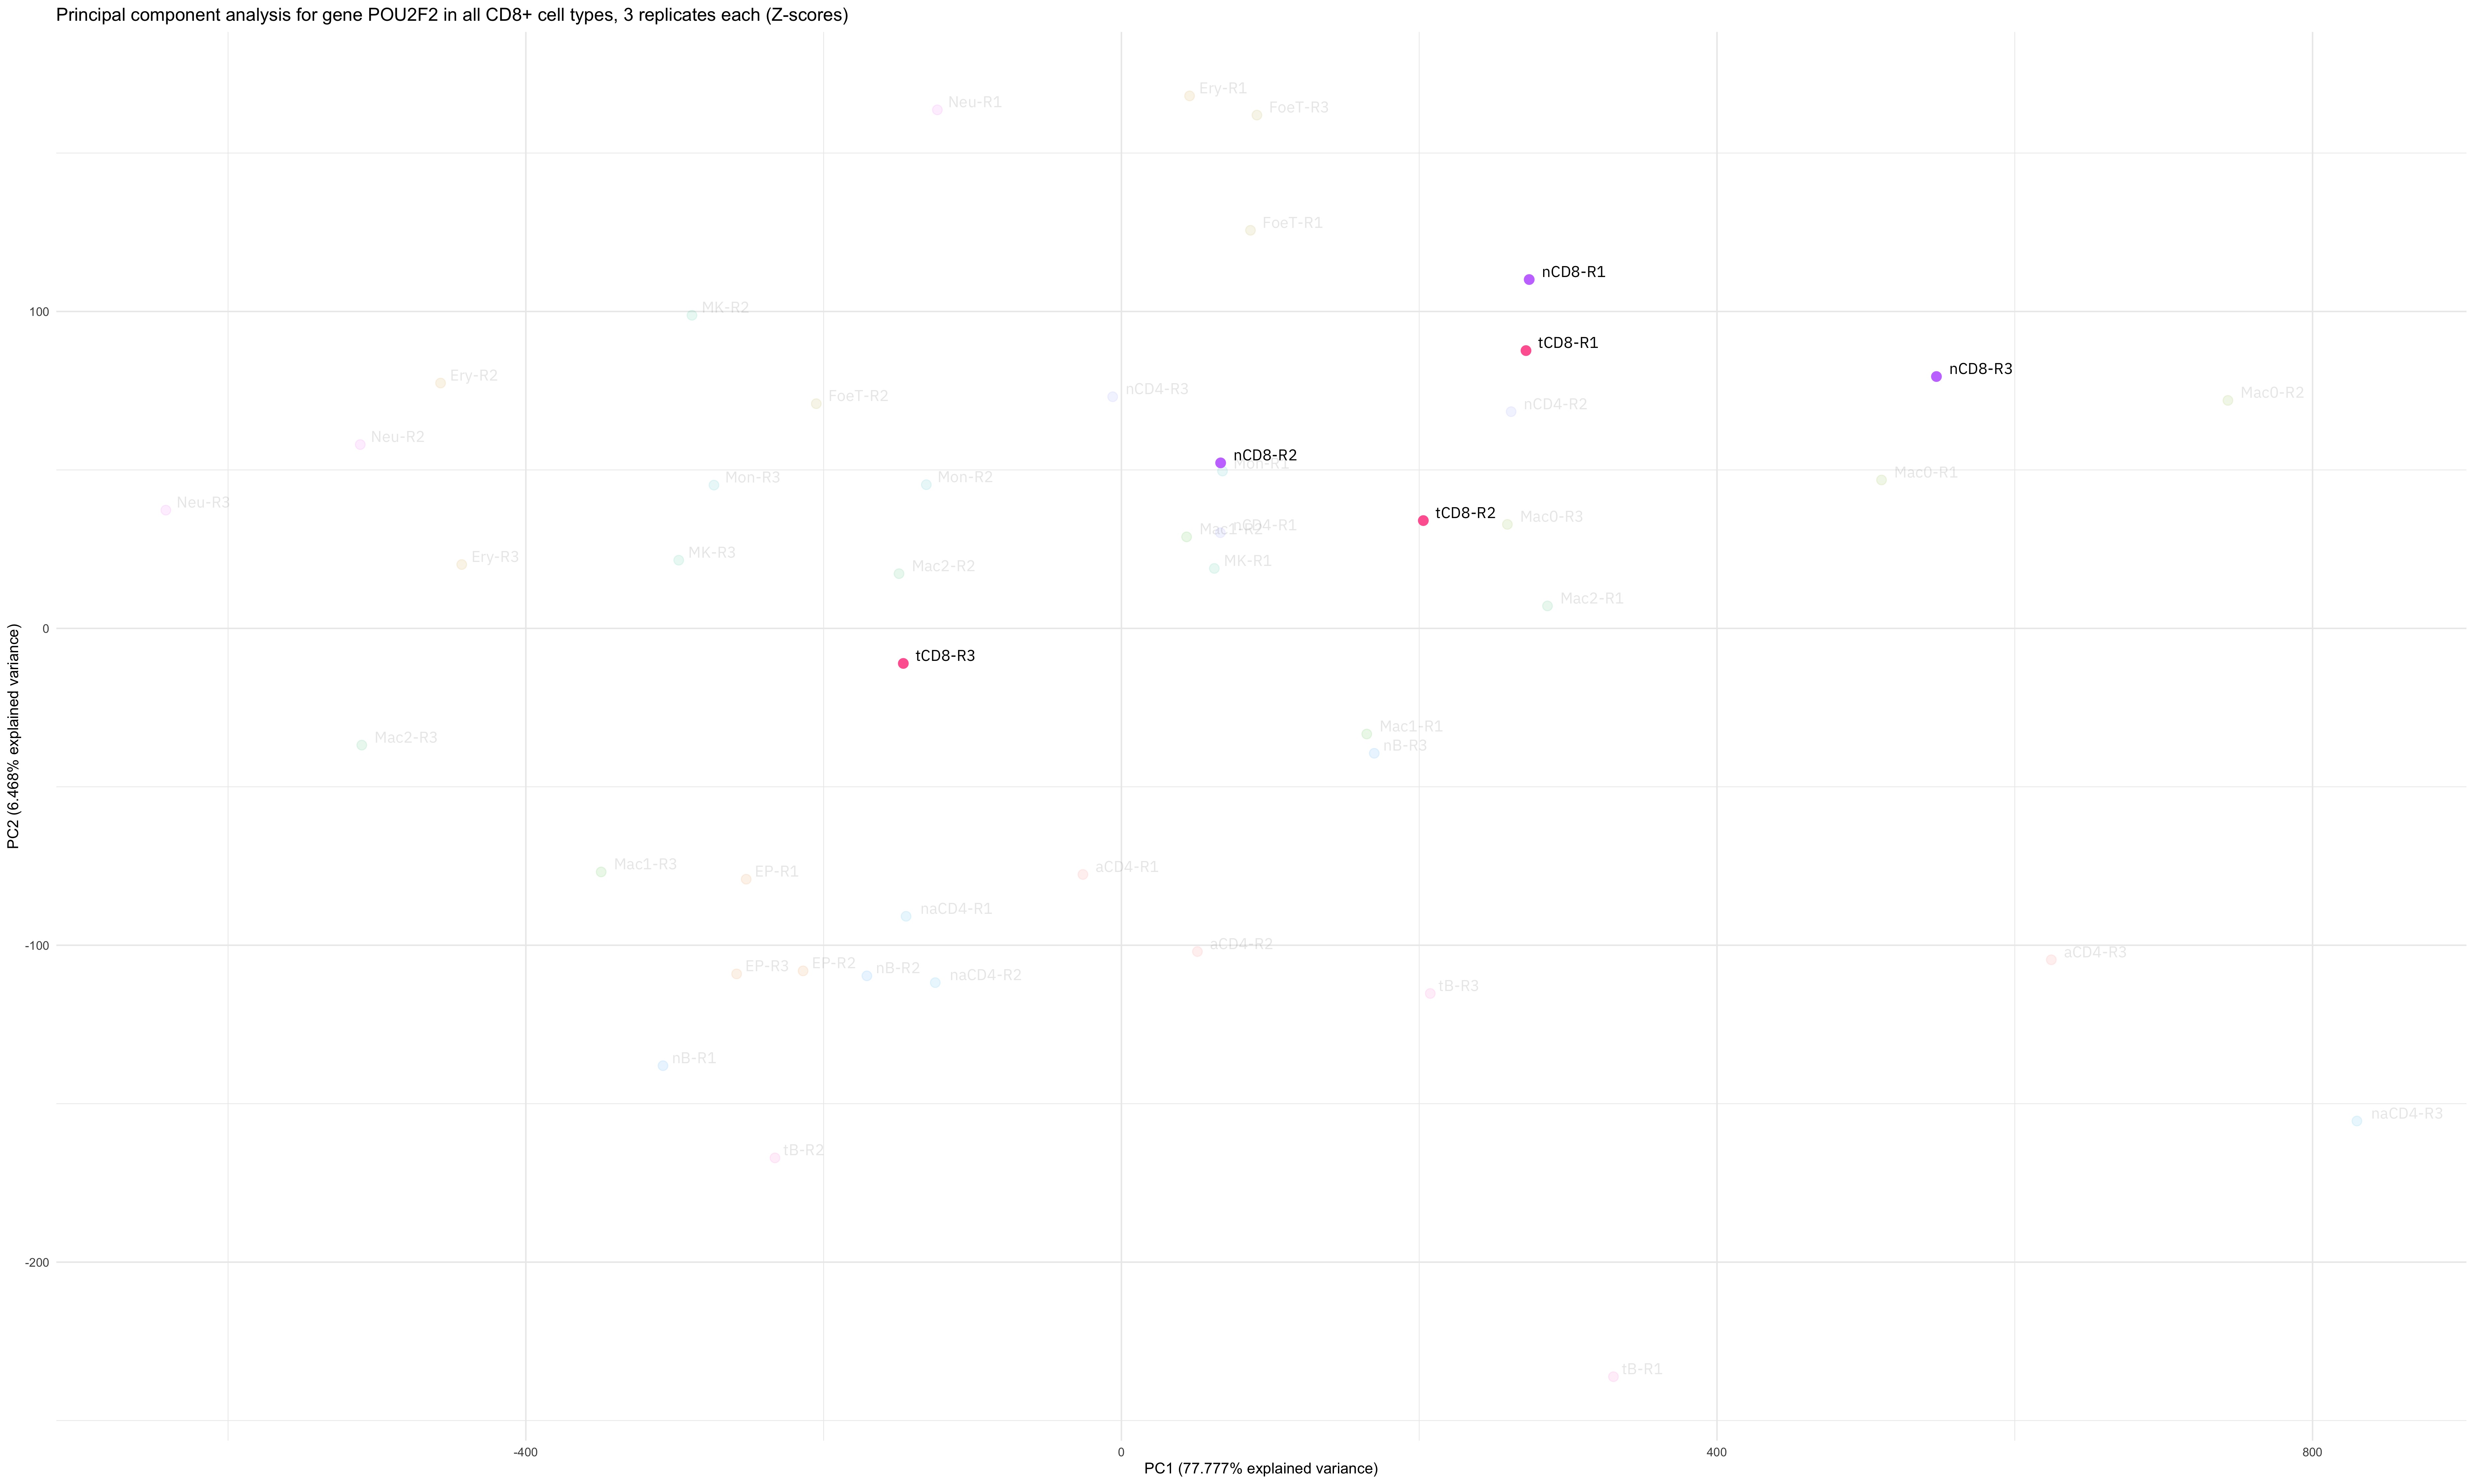 Principal component analysis for gene POU2F2 in all CD8+ cell types, 3 replicates each (Z-scores)
Ery-R1
Neu-R1
FoeT-R3
FoeT-R1
nCD8-R1
100
MK-R2
tCD8-R1
nCD8-R3
Ery-R2
nCD4-R3
Mac0-R2
FoeT-R2
nCD4-R2
Neu-R2
nCD8-R2
Mon-R1
Mac0-R1
Mon-R3
Mon-R2
Neu-R3
tCD8-R2
Mac0-R3
nCD4-R1
Mac1-R2
MK-R3
Ery-R3
MK-R1
Mac2-R2
Mac2-R1
0
tCD8-R3
Mac1-R1
Mac2-R3
nB-R3
Mac1-R3
aCD4-R1
EP-R1
naCD4-R1
-100
aCD4-R2
aCD4-R3
EP-R2
EP-R3
nB-R2
naCD4-R2
tB-R3
nB-R1
naCD4-R3
tB-R2
-200
tB-R1
PC2 (6.468% explained variance)
-400
0
400
800
PC1 (77.777% explained variance)